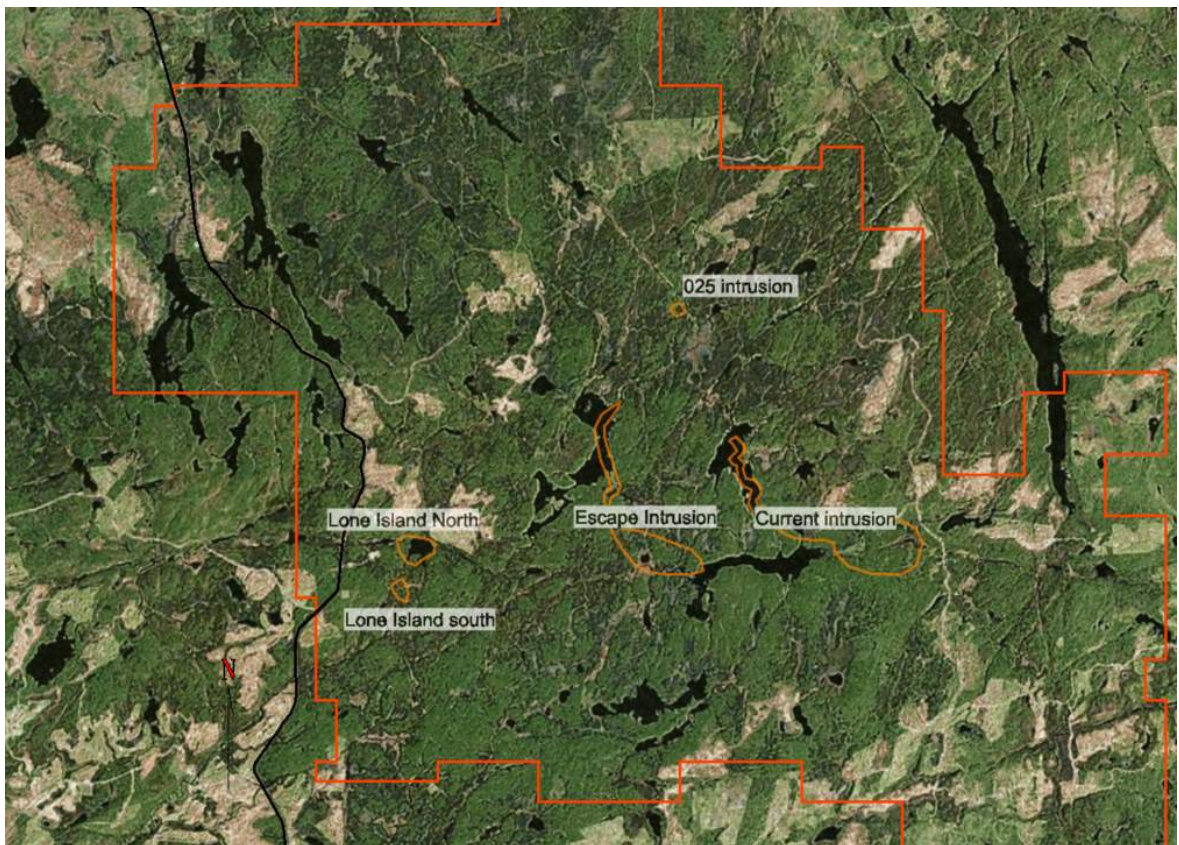 025 intrusion
Lone Island North
Escape Intrusion
Current intrusion
Lone Island south
N